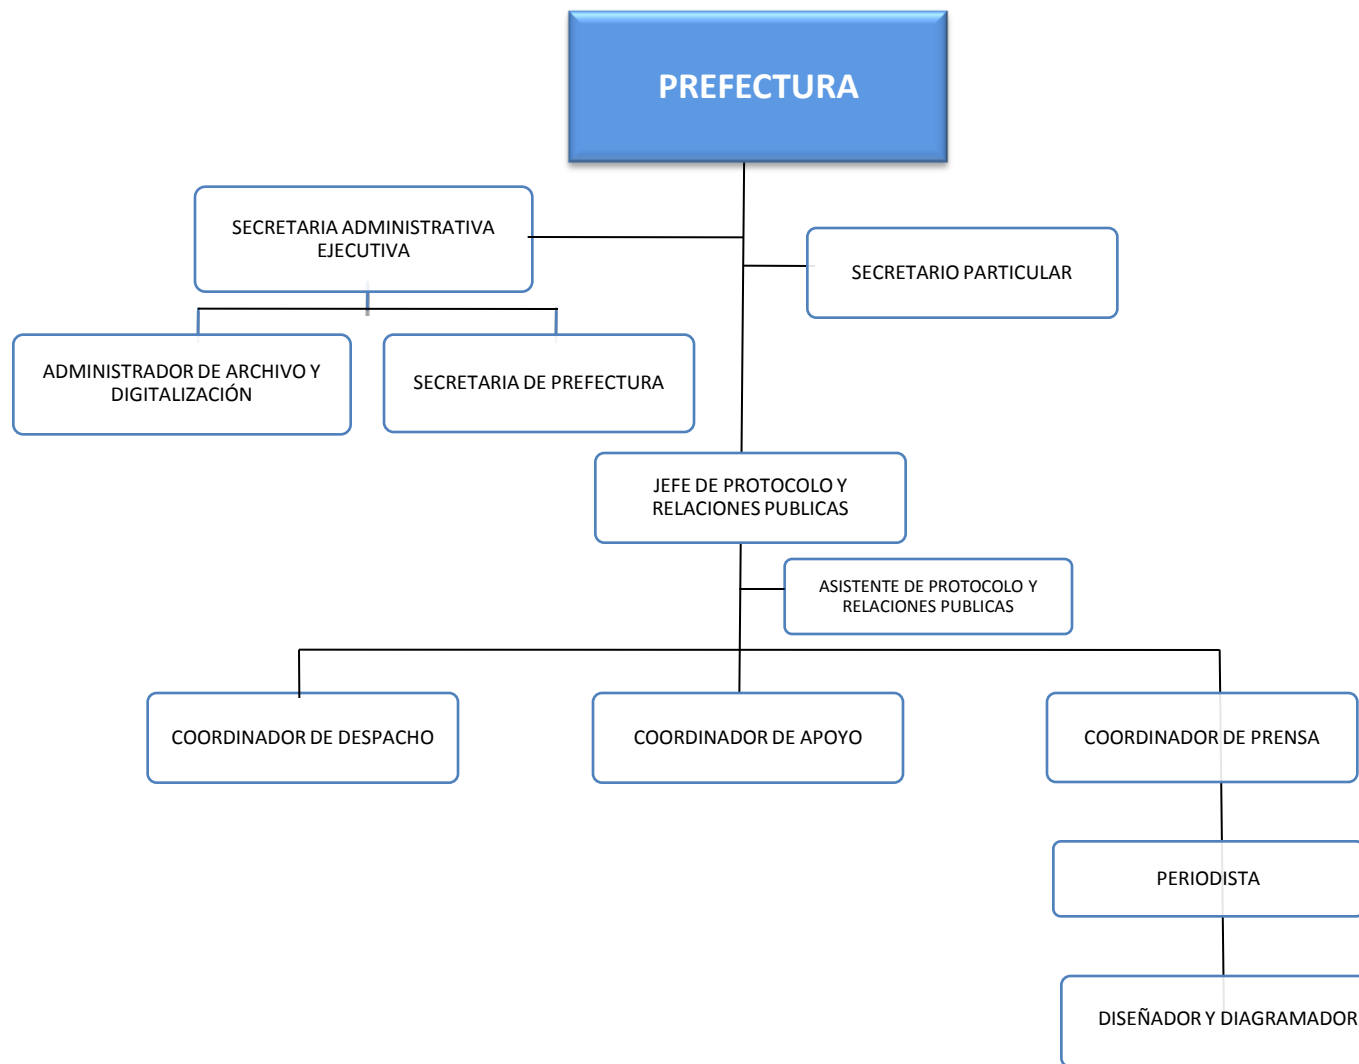 PREFECTURA
SECRETARIA ADMINISTRATIVA
EJECUTIVA
SECRETARIO PARTICULAR
ADMINISTRADOR DE ARCHIVO Y
DIGITALIZACIÓN
SECRETARIA DE PREFECTURA
JEFE DE PROTOCOLO Y
RELACIONES PUBLICAS
ASISTENTE DE PROTOCOLO Y
RELACIONES PUBLICAS
COORDINADOR DE DESPACHO
COORDINADOR DE APOYO
COORDINADOR DE PRENSA
PERIODISTA
DISEÑADOR Y DIAGRAMADOR